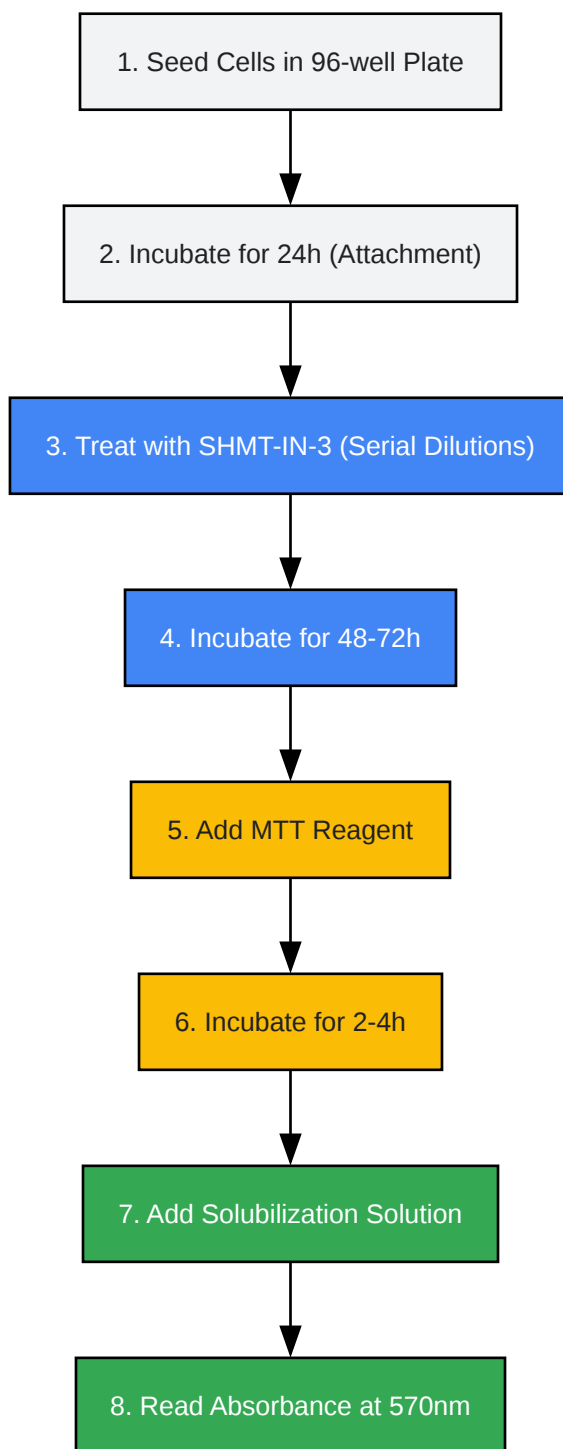 1. Seed Cells in 96-well Plate
2. Incubate for 24h (Attachment)
3. Treat with SHMT-IN-3 (Serial Dilutions)
4. Incubate for 48-72h
5. Add MTT Reagent
6. Incubate for 2-4h
7. Add Solubilization Solution
8. Read Absorbance at 570nm